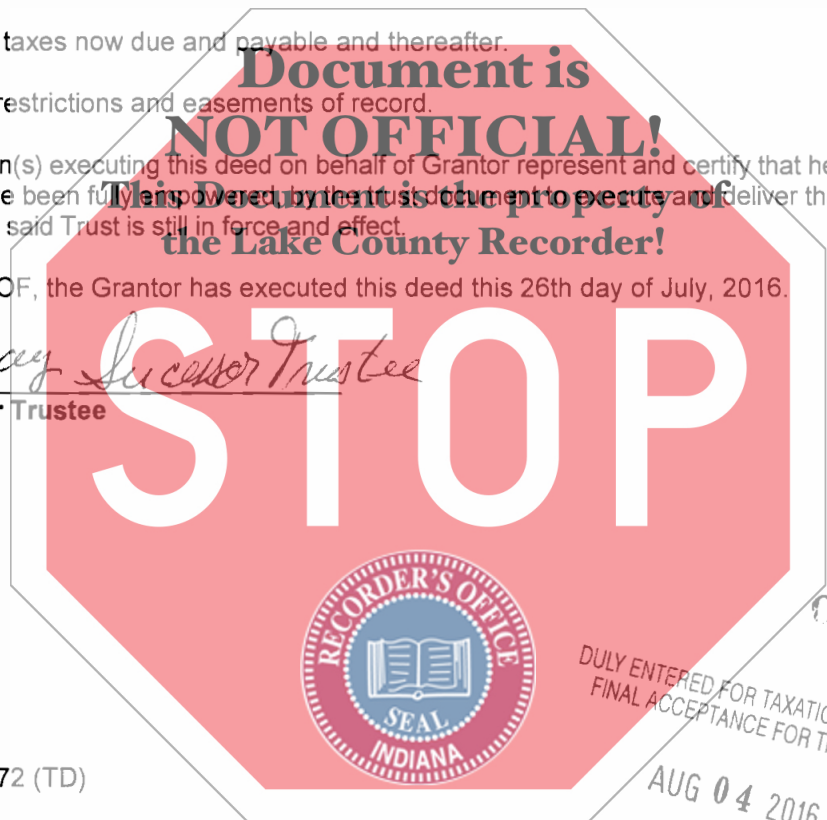 taxes now due and payable and thereafter.
Document is
estrictions and easements of record.
NOT OFFICIAL!
n(s) executing this deed on behalf of Grantor represent and certify that he
e been fully empowered, by the trust document to execute and deliver th
This Document is the property of
said Trust is still in force and effect.
the Lake County Recorder!
OF, the Grantor has executed this deed this 26th day of July, 2016.
Sucessor Trustee
Trustee
STOP
RECORDER'S OFFICE
SEAL
INDIANA
DULY ENTERED FOR TAXATIO
FINAL ACCEPTANCE FOR T
AUG 04 2016
72 (TD)